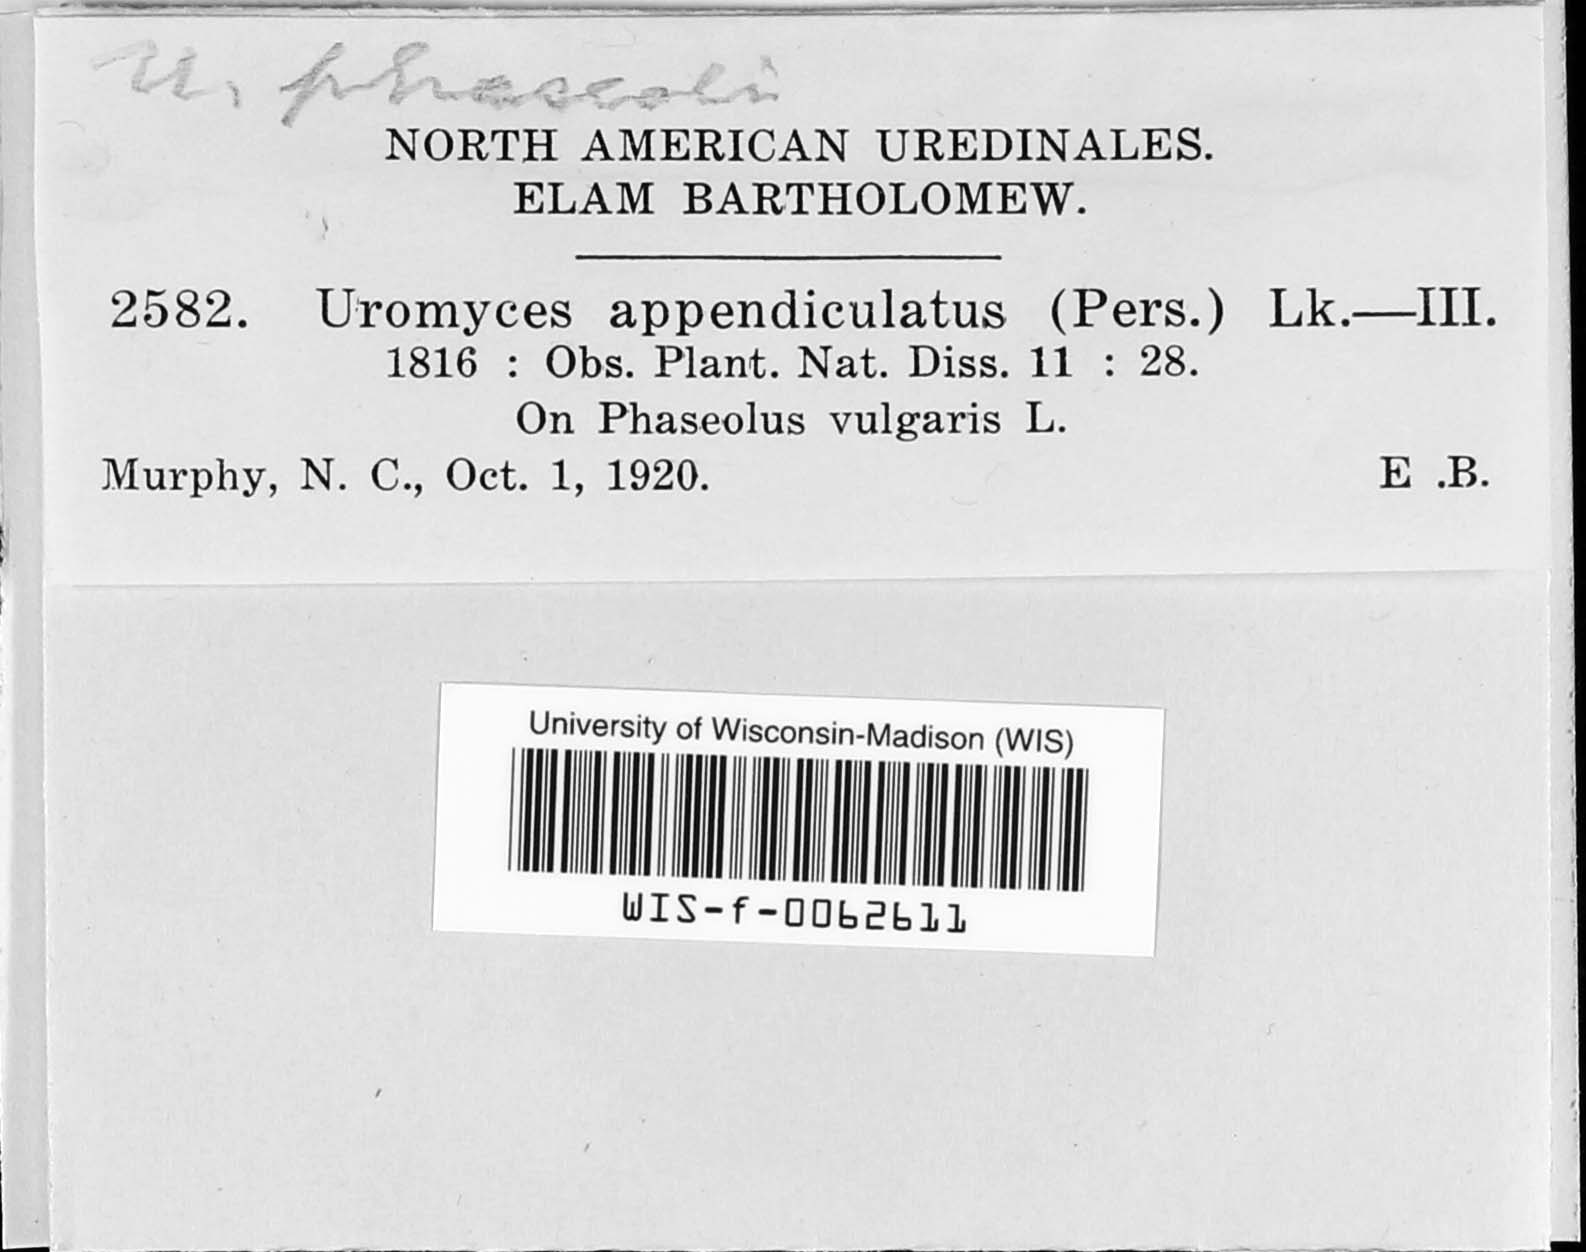 U. phaseoli
NORTH AMERICAN UREDINALES.
ELAM BARTHOLOMEW.
2582. Uromyces appendiculatus (Pers.) Lk.—III.
1816 : Obs. Plant. Nat. Diss. 11 : 28.
On Phaseolus vulgaris L.
Murphy, N. C., Oct. 1, 1920. E .B.
University of Wisconsin-Madison (WIS)
WIS-f-0062611